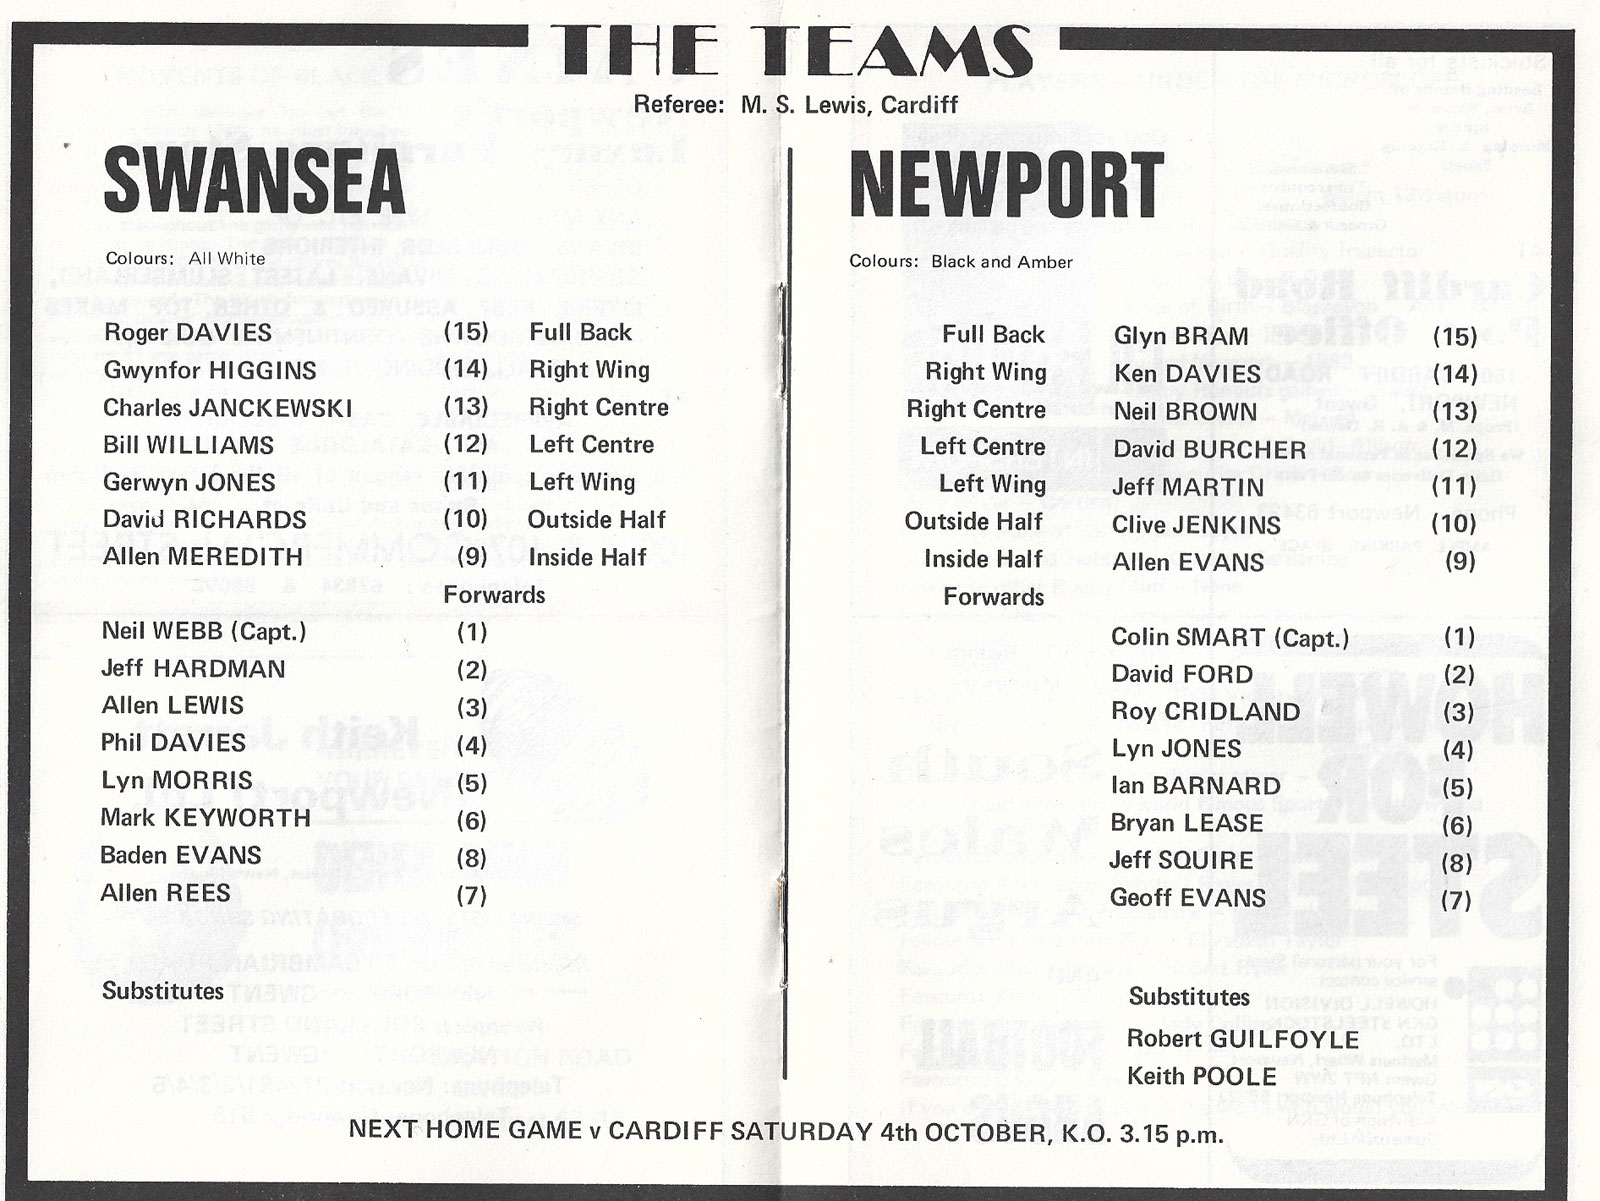 THE TEAMS
Referee: M. S. Lewis, Cardiff
SWANSEA
Colours: All White
Roger DAVIES (15) Full Back
Gwynfor HIGGINS (14) Right Wing
Charles JANCKEWSKI (13) Right Centre
Bill WILLIAMS (12) Left Centre
Gerwyn JONES (11) Left Wing
David RICHARDS (10) Outside Half
Allen MEREDITH (9) Inside Half
Forwards
Neil WEBB (Capt.) (1)
Jeff HARDMAN (2)
Allen LEWIS (3)
Phil DAVIES (4)
Lyn MORRIS (5)
Mark KEYWORTH (6)
Baden EVANS (8)
Allen REES (7)
Substitutes
NEWPORT
Colours: Black and Amber
Full Back Glyn BRAM (15)
Right Wing Ken DAVIES (14)
Right Centre Neil BROWN (13)
Left Centre David BURCHER (12)
Left Wing Jeff MARTIN (11)
Outside Half Clive JENKINS (10)
Inside Half Allen EVANS (9)
Forwards
Colin SMART (Capt.) (1)
David FORD (2)
Roy CRIDLAND (3)
Lyn JONES (4)
Ian BARNARD (5)
Bryan LEASE (6)
Jeff SQUIRE (8)
Geoff EVANS (7)
Substitutes
Robert GUILFOYLE
Keith POOLE
NEXT HOME GAME v CARDIFF SATURDAY 4th OCTOBER, K.O. 3.15 p.m.